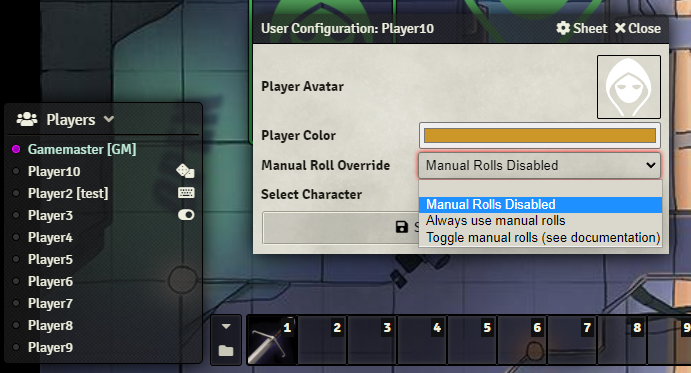 User Configuration: Player10
Sheet
Close
Player Avatar
Player Color
Manual Roll Override
Manual Rolls Disabled
Select Character
Manual Rolls Disabled
Always use manual rolls
Toggle manual rolls (see documentation)
S
Players
Gamemaster [GM]
Player10
Player2 [test]
Player3
Player4
Player5
Player6
Player7
Player8
Player9
1 2 3 4 5 6 7 8 9